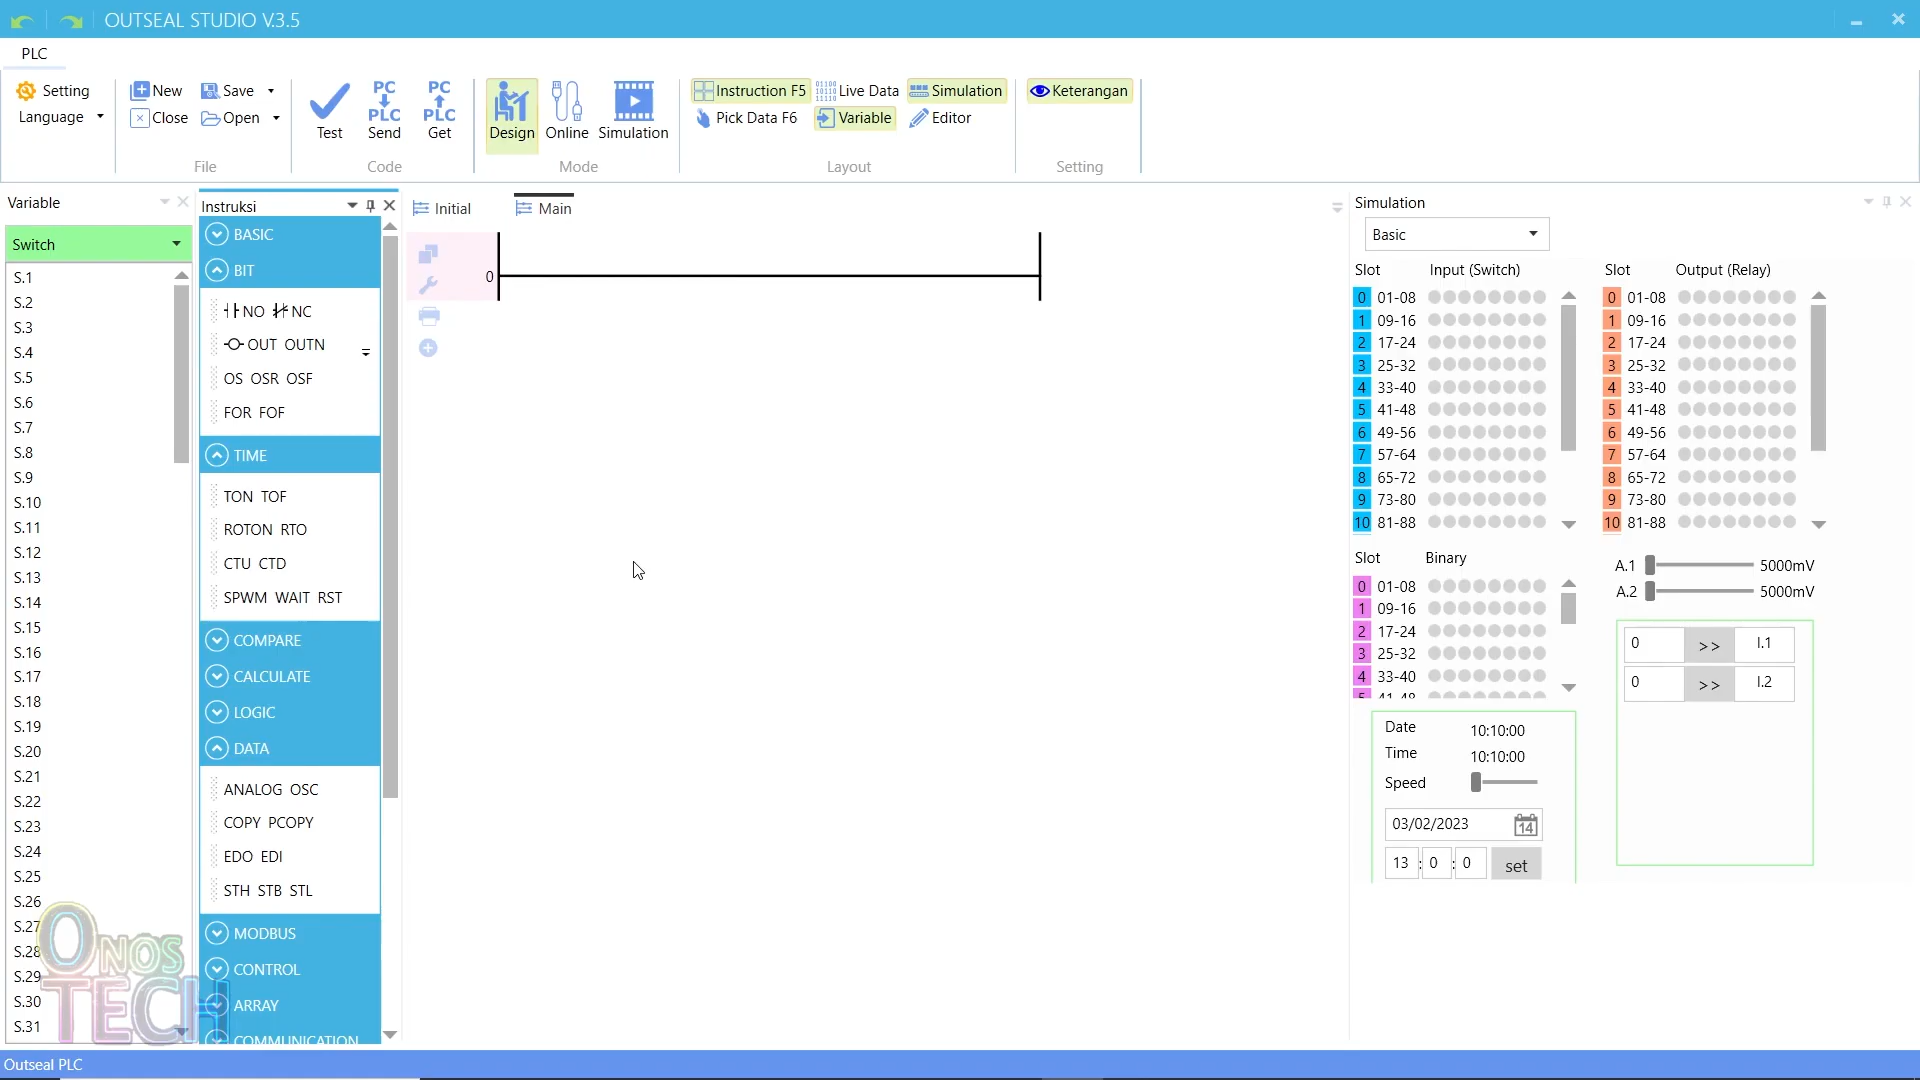 OUTSEAL STUDIO V.3.5
PLC
Setting
Language
New
Close
Save
Open
File
Test
PC PLC Send
PC PLC Get
Code
Design
Online
Simulation
Mode
Instruction F5
Pick Data F6
Live Data
Variable
Simulation
Editor
Layout
Keterangan
Setting
Variable
Switch
S.1
S.2
S.3
S.4
S.5
S.6
S.7
S.8
S.9
S.10
S.11
S.12
S.13
S.14
S.15
S.16
S.17
S.18
S.19
S.20
S.21
S.22
S.23
S.24
S.25
S.26
S.27
S.28
S.29
S.30
S.31
Instruksi
BASIC
BIT
NO NC
OUT OUTN
OS OSR OSF
FOR FOF
TIME
TON TOF
ROTON RTO
CTU CTD
SPWM WAIT RST
COMPARE
CALCULATE
LOGIC
DATA
ANALOG OSC
COPY PCOPY
EDO EDI
STH STB STL
MODBUS
CONTROL
ARRAY
COMMUNICATION
Initial
Main
0
Simulation
Basic
Slot Input (Switch)
0 01-08
1 09-16
2 17-24
3 25-32
4 33-40
5 41-48
6 49-56
7 57-64
8 65-72
9 73-80
10 81-88
Slot Output (Relay)
0 01-08
1 09-16
2 17-24
3 25-32
4 33-40
5 41-48
6 49-56
7 57-64
8 65-72
9 73-80
10 81-88
Slot Binary
0 01-08
1 09-16
2 17-24
3 25-32
4 33-40
5 41-48
A.1 5000mV
A.2 5000mV
0 >> I.1
0 >> I.2
Date 10:10:00
Time 10:10:00
Speed
03/02/2023 14
13 : 0 : 0 set
ONOS
TECH
Outseal PLC